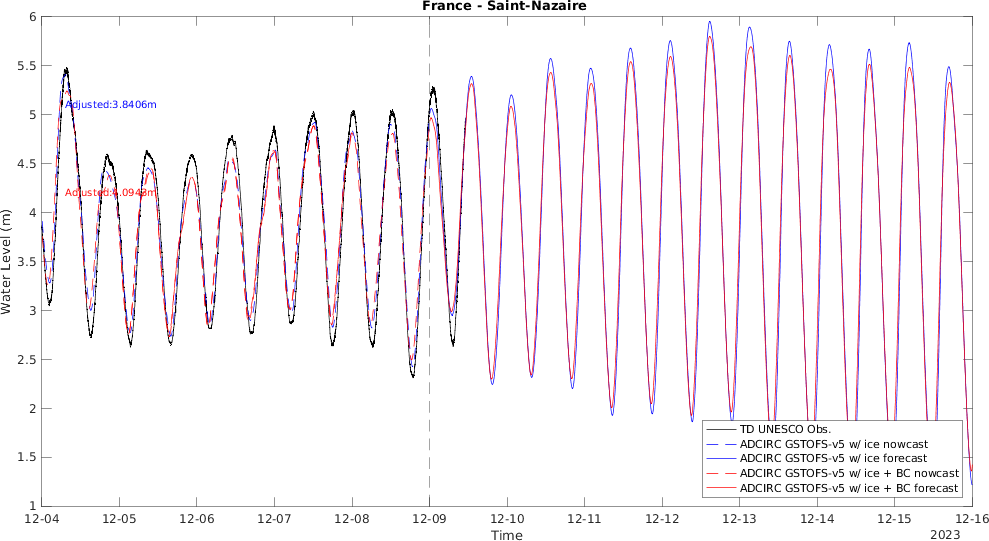 France - Saint-Nazaire
6
5.5
5
4.5
4
3.5
3
2.5
2
1.5
1
Water Level (m)
Adjusted:3.8406m
Adjusted:4.0943m
TD UNESCO Obs.
ADCIRC GSTOFS-v5 w/ ice nowcast
ADCIRC GSTOFS-v5 w/ ice forecast
ADCIRC GSTOFS-v5 w/ ice + BC nowcast
ADCIRC GSTOFS-v5 w/ ice + BC forecast
12-04 12-05 12-06 12-07 12-08 12-09 12-10 12-11 12-12 12-13 12-14 12-15 12-16
Time
2023